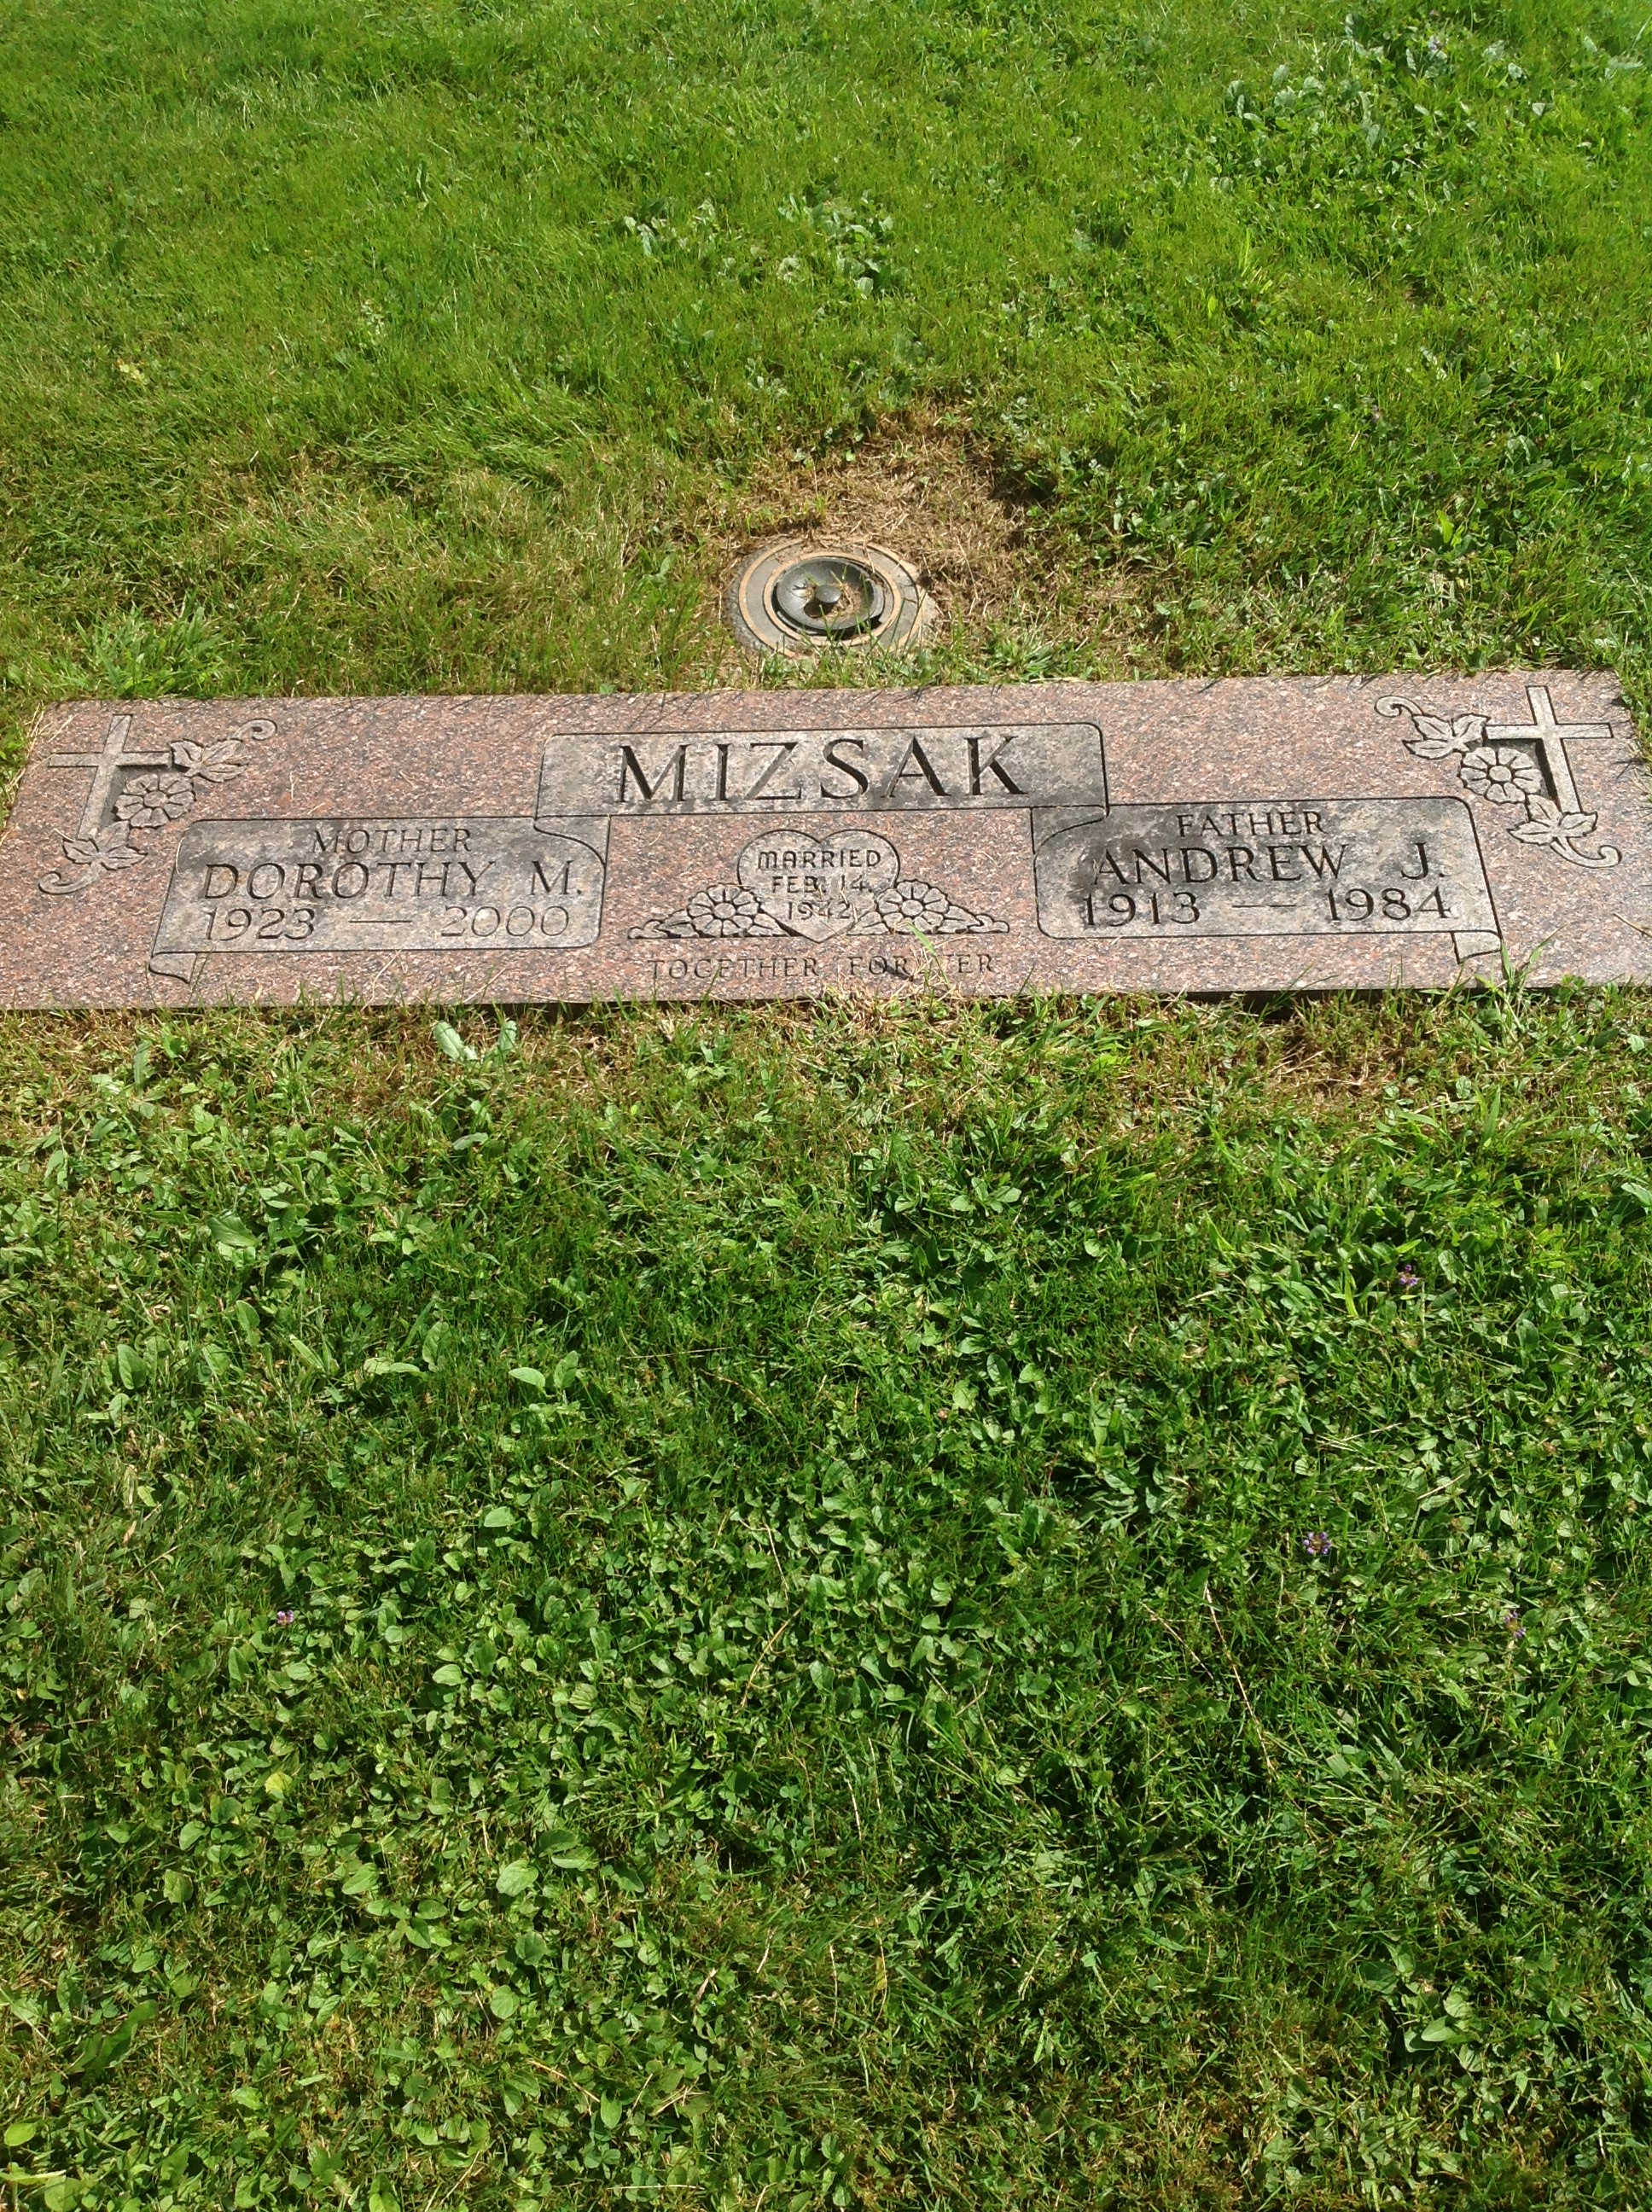 MIZSAK
MOTHER
DOROTHY M.
1923 — 2000
MARRIED
FEB. 14,
1942
TOGETHER FOREVER
FATHER
ANDREW J.
1913 — 1984